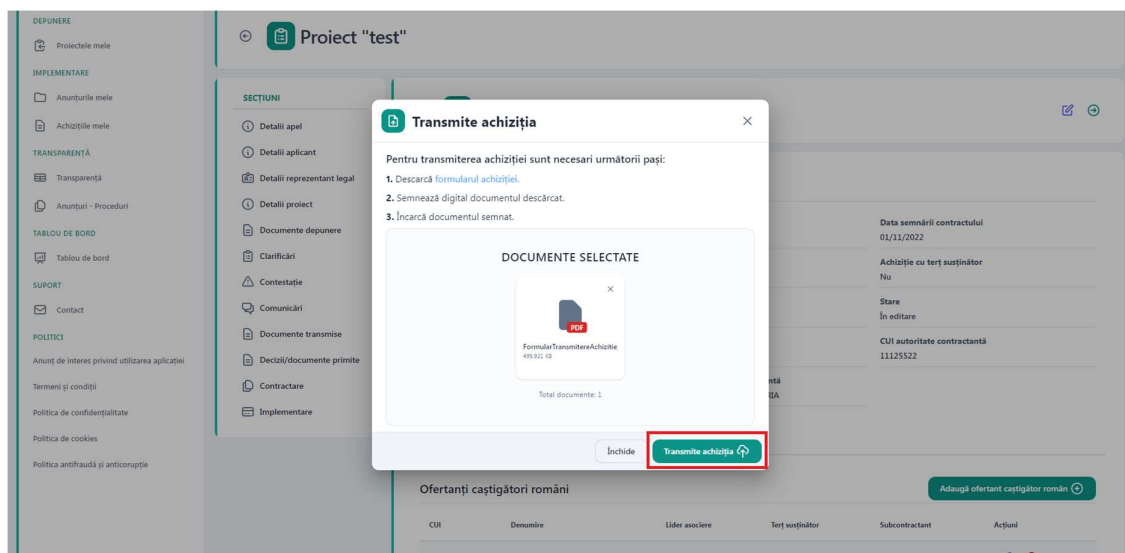 DEPUNERE
Proiectele mele
IMPLEMENTARE
Anunțurile mele
Achizițiile mele
TRANSPARENȚĂ
Transparență
Anunțuri - Proceduri
TABLOU DE BORD
Tablou de bord
SUPORT
Contact
POLITICI
Anunț de interes privind utilizarea aplicației
Termeni și condiții
Politica de confidențialitate
Politica de cookies
Politica antifraudă și anticorupție
Proiect "test"
SECȚIUNI
Detalii apel
Detalii aplicant
Detalii reprezentant legal
Detalii proiect
Documente depunere
Clarificări
Contestație
Comunicări
Documente transmise
Decizii/documente primite
Contractare
Implementare
Transmite achiziția
Pentru transmiterea achiziției sunt necesari următorii pași:
1. Descarcă formularul achiziției.
2. Semnează digital documentul descărcat.
3. Încarcă documentul semnat.
DOCUMENTE SELECTATE
PDF
FormularTransmitereAchizitie
495.921 KB
Total documente: 1
Închide
Transmite achiziția
Data semnării contractului
01/11/2022
Achiziție cu terț susținător
Nu
Stare
În editare
CUI autoritate contractantă
11125522
ntă
RIA
Ofertanți caștigători români
Adaugă ofertant caștigător român
CUI Denumire Lider asociere Terț susținător Subcontractant Acțiuni